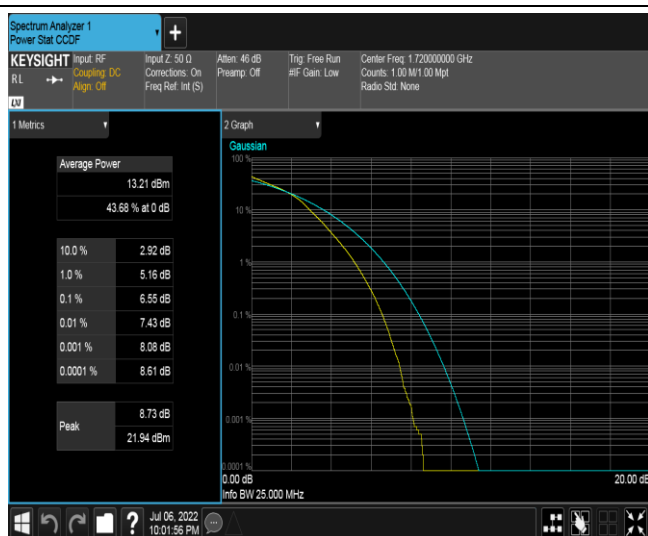 Spectrum Analyzer 1
Power Stat CCDF
+
KEYSIGHT
RL
LXI
Input: RF
Coupling: DC
Align: Off
Input Z: 50 Ω
Corrections: On
Freq Ref: Int (S)
Atten: 46 dB
Preamp: Off
Trig: Free Run
#IF Gain: Low
Center Freq: 1.720000000 GHz
Counts: 1.00 M/1.00 Mpt
Radio Std: None
1 Metrics
Average Power
13.21 dBm
43.68 % at 0 dB
10.0 % 2.92 dB
1.0 % 5.16 dB
0.1 % 6.55 dB
0.01 % 7.43 dB
0.001 % 8.08 dB
0.0001 % 8.61 dB
Peak
8.73 dB
21.94 dBm
2 Graph
Gaussian
100 %
10 %
1 %
0.1 %
0.01 %
0.001 %
0.0001 %
0.00 dB 20.00 dB
Info BW 25.000 MHz
?
Jul 06, 2022
10:01:56 PM